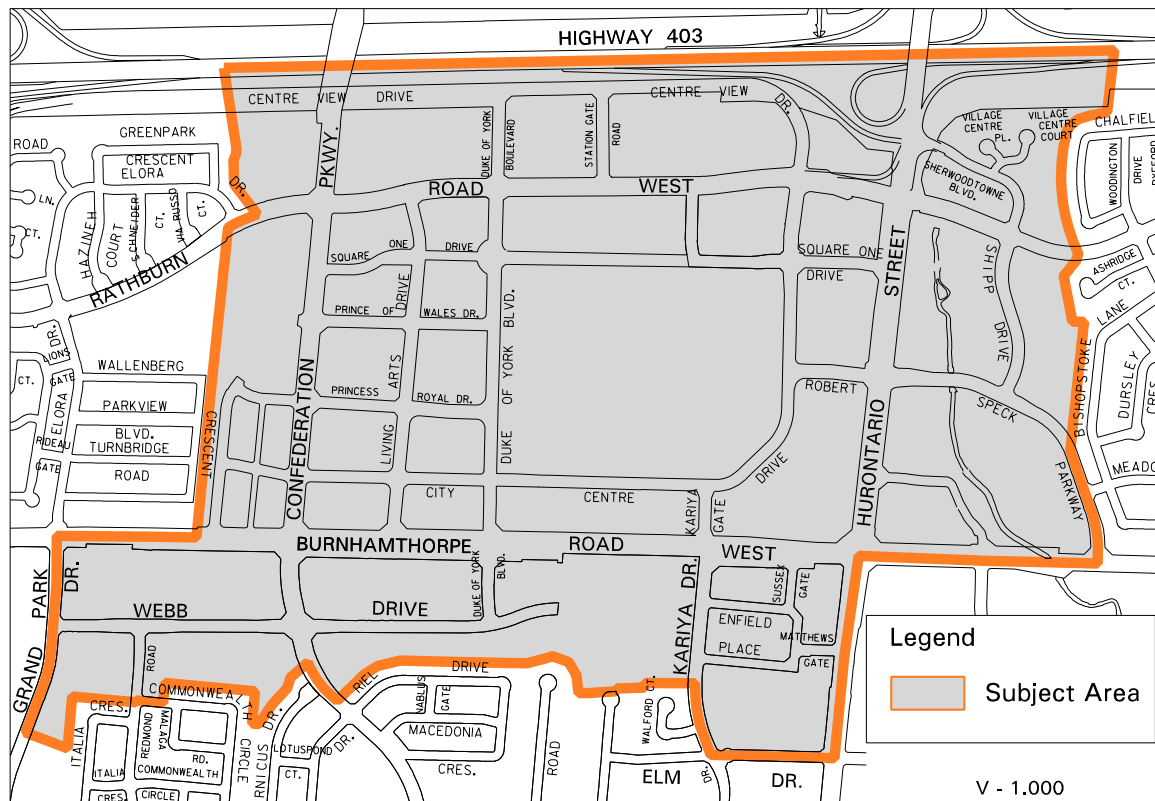 HIGHWAY 403
CENTRE VIEW DRIVE
CENTRE VIEW
DR.
PKWY.
DUKE OF YORK
BOULEVARD
STATION GATE
ROAD
VILLAGE
CENTRE
PL.
VILLAGE
CENTRE
COURT
CHALFIEL
GREENPARK
ROAD
CRESCENT
ELORA
DR.
ROAD WEST
SHERWOODTOWNE
BLVD.
WOODINGTON
DRIVE
LN.
CT.
HAZINEH
COURT
SCHNEIDER
CT.
VIA RUSSO
CT.
RATHBURN
SQUARE ONE
DRIVE
SQUARE ONE
DRIVE
STREET
SHIPP
DRIVE
ASHRIDGE
CT.
LANE
PRINCE OF
DRIVE
WALES DR.
DUKE OF YORK BLVD.
DR.
LIONS
GATE
CT.
WALLENBERG
PARKVIEW
BLVD.
TURNBRIDGE
ROAD
ELORA
RIDEAU
GATE
CRESCENT
CONFEDERATION
PRINCESS
ARTS
ROYAL DR.
LIVING
ROBERT
SPECK
PARKWAY
BISHOPSTOKE
DURSLEY
CRES.
MEADO
HURONTARIO
DRIVE
CITY
CENTRE
KARIYA
GATE
BURNHAMTHORPE
ROAD
WEST
GRAND PARK
DR.
DUKE OF YORK
BLVD.
WEBB
DRIVE
KARIYA DR.
SUSSEX
GATE
ENFIELD
PLACE
MATTHEWS
GATE
ROAD
RIEL
DRIVE
COMMONWEALTH
CRES.
DR.
NABLUS
GATE
WALFORD CT.
ITALIA
REDMOND
MALAGA
RD.
COMMONWEALTH
CIRCLE
LOTUSPOND
DR.
CT.
MACEDONIA
CRES.
ROAD
ITALIA
CRES.
CIRCLE
ELM
DR.
DR.
Legend
Subject Area
V - 1.000